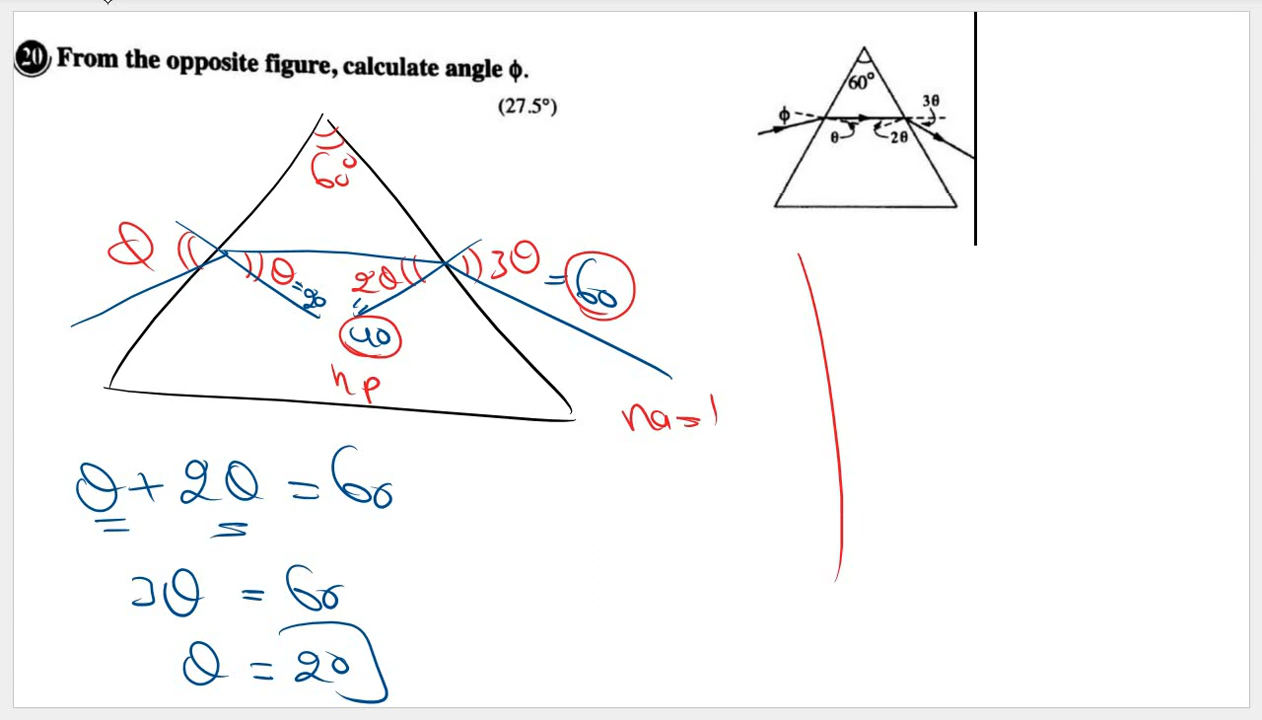 20 From the opposite figure, calculate angle ϕ.
(27.5°)
60°
ϕ
3θ
θ
2θ
60°
ϕ
θ = 20
2θ
3θ = 60
40
np
na = 1
θ + 2θ = 60
3θ = 60
θ = 20